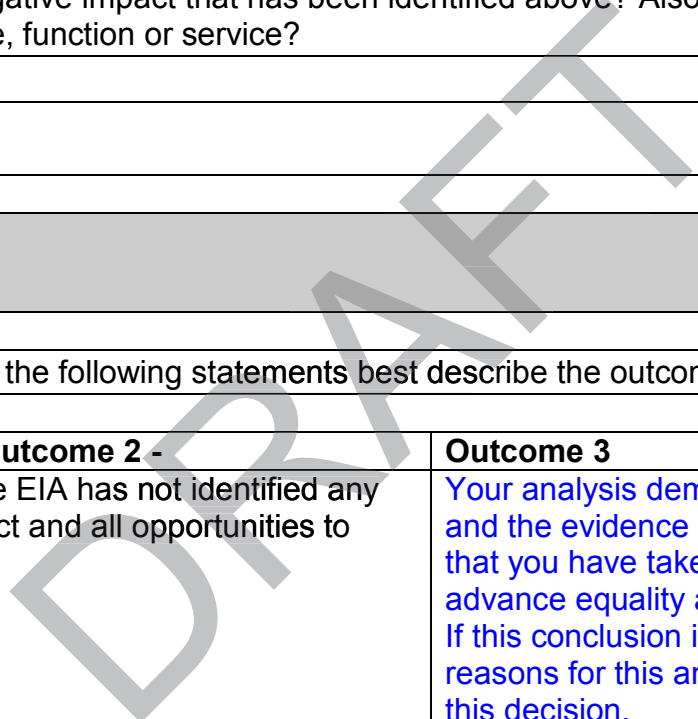 gative impact that has been identified above? Also
e, function or service?
the following statements best describe the outcor
utcome 2 -
e EIA has not identified any
ct and all opportunities to
Outcome 3
Your analysis dem
and the evidence
that you have take
advance equality a
If this conclusion i
reasons for this an
this decision.
DRAFT